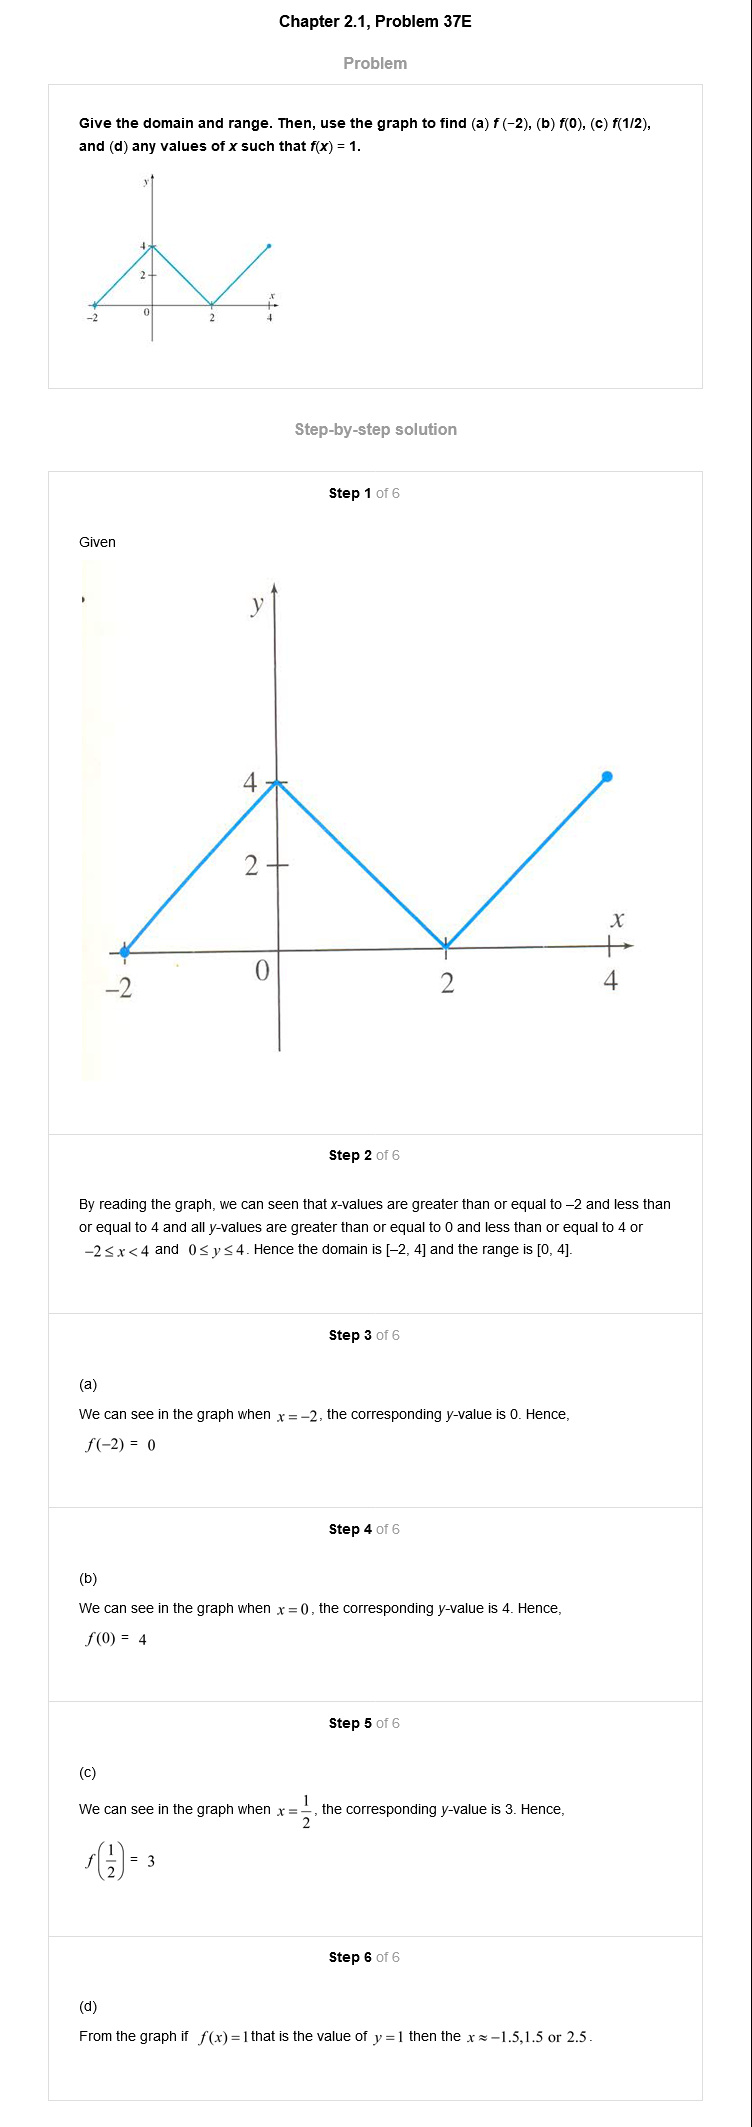 Chapter 2.1, Problem 37E
Problem
Give the domain and range. Then, use the graph to find (a) f (−2), (b) f(0), (c) f(1/2),
and (d) any values of x such that f(x) = 1.
y
4
2
x
−2
0
2
4
Step-by-step solution
Step 1 of 6
Given
y
4
2
x
0
−2
2
4
Step 2 of 6
By reading the graph, we can seen that x-values are greater than or equal to –2 and less than
or equal to 4 and all y-values are greater than or equal to 0 and less than or equal to 4 or
−2 ≤ x < 4 and 0 ≤ y ≤ 4. Hence the domain is [–2, 4] and the range is [0, 4].
Step 3 of 6
(a)
We can see in the graph when x = −2, the corresponding y-value is 0. Hence,
f(−2) = 0
Step 4 of 6
(b)
We can see in the graph when x = 0, the corresponding y-value is 4. Hence,
f(0) = 4
Step 5 of 6
(c)
We can see in the graph when x = 1/2, the corresponding y-value is 3. Hence,
f(1/2) = 3
Step 6 of 6
(d)
From the graph if f(x) = 1 that is the value of y = 1 then the x ≈ −1.5,1.5 or 2.5.